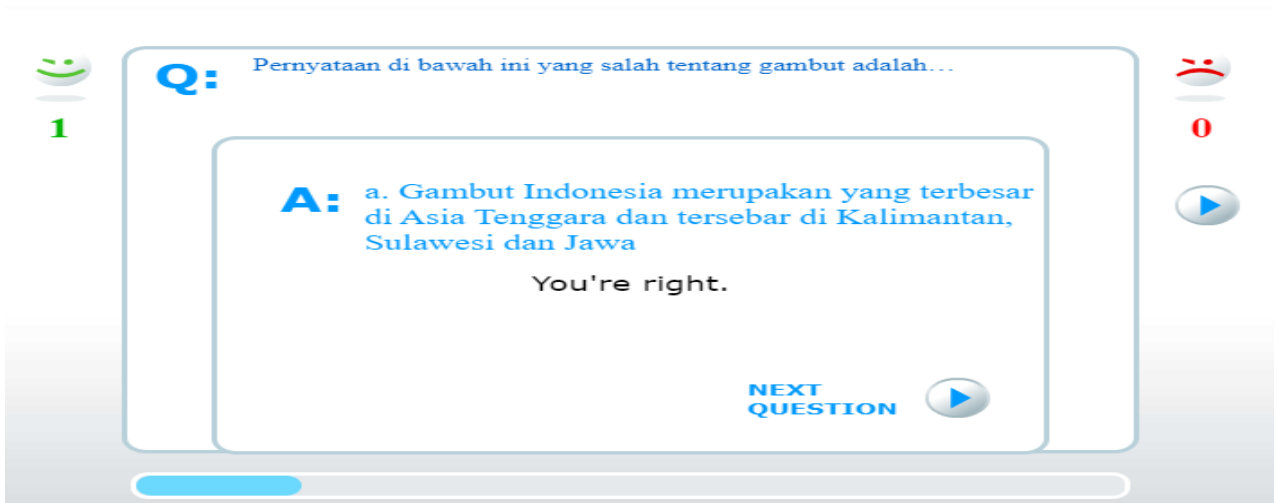 Q: Pernyataan di bawah ini yang salah tentang gambut adalah...
1
0
A: a. Gambut Indonesia merupakan yang terbesar
di Asia Tenggara dan tersebar di Kalimantan,
Sulawesi dan Jawa
You're right.
NEXT
QUESTION